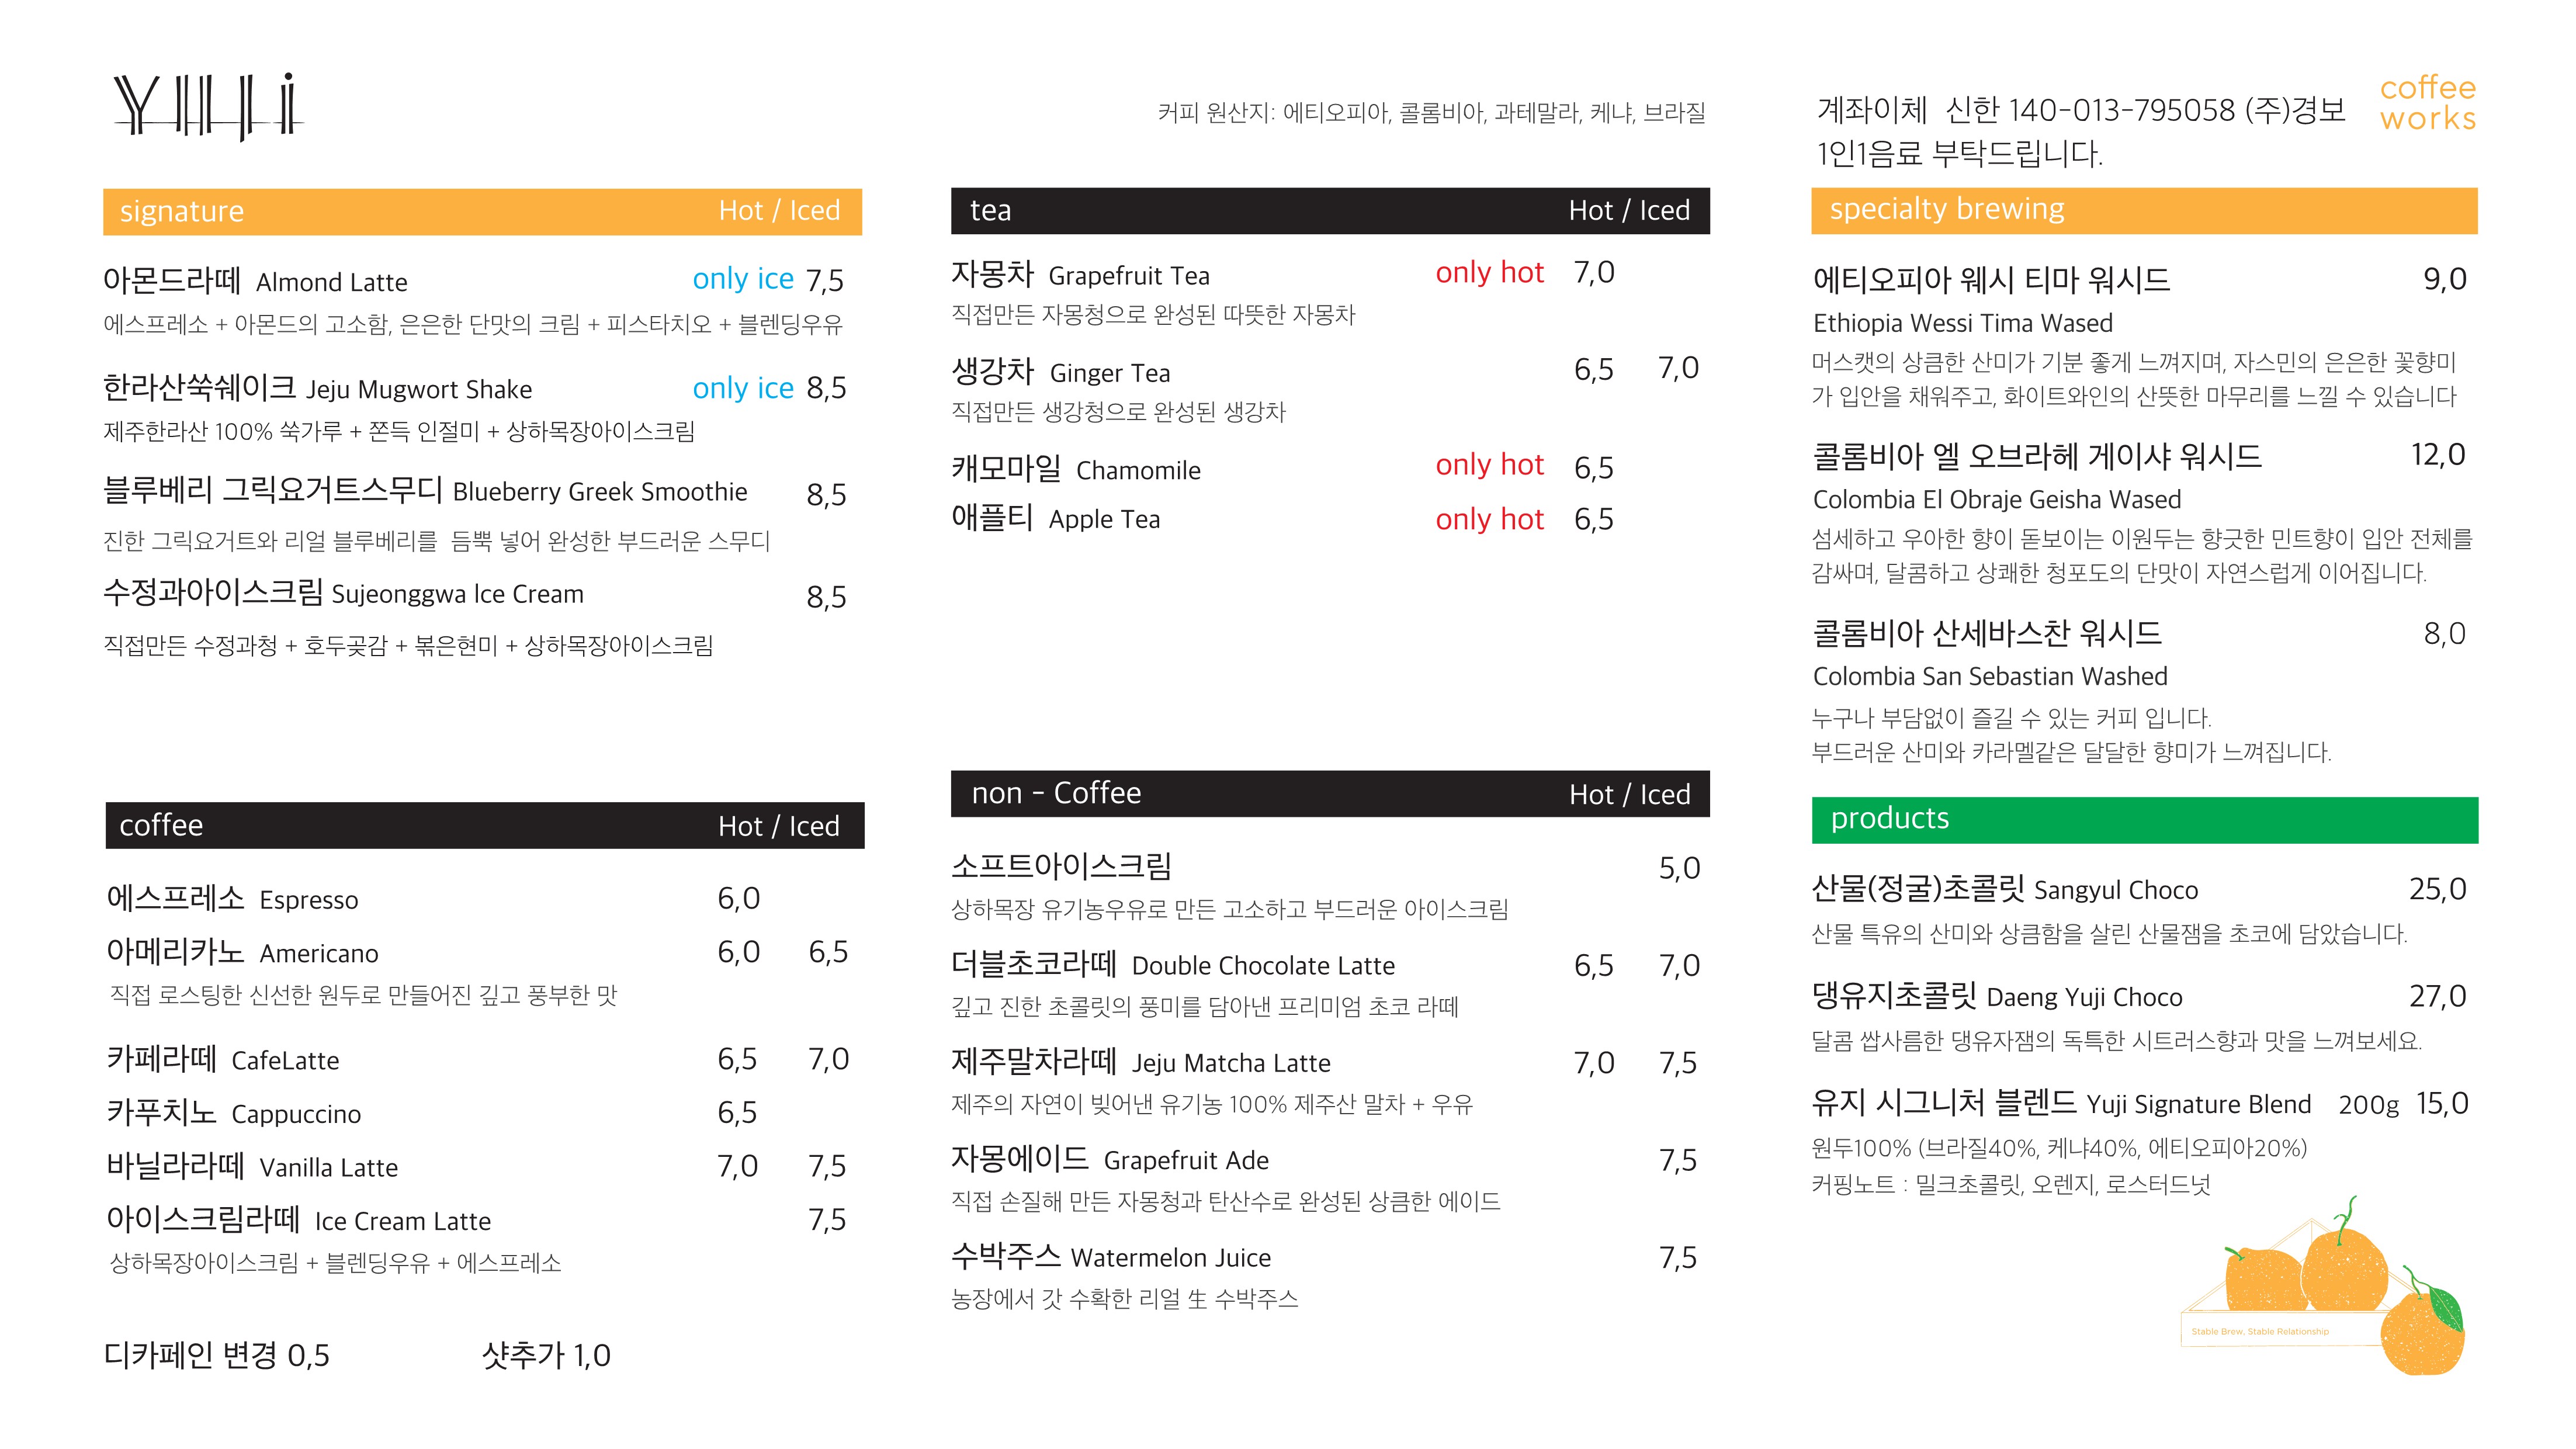 YUJi
커피 원산지: 에티오피아, 콜롬비아, 과테말라, 케냐, 브라질
계좌이체 신한 140-013-795058 (주)경보
1인1음료 부탁드립니다.
coffee
works
signature Hot / Iced
아몬드라떼 Almond Latte only ice 7,5
에스프레소 + 아몬드의 고소함, 은은한 단맛의 크림 + 피스타치오 + 블렌딩우유
한라산쑥쉐이크 Jeju Mugwort Shake only ice 8,5
제주한라산 100% 쑥가루 + 쫀득 인절미 + 상하목장아이스크림
블루베리 그릭요거트스무디 Blueberry Greek Smoothie 8,5
진한 그릭요거트와 리얼 블루베리를 듬뿍 넣어 완성한 부드러운 스무디
수정과아이스크림 Sujeonggwa Ice Cream 8,5
직접만든 수정과청 + 호두곶감 + 볶은현미 + 상하목장아이스크림
coffee Hot / Iced
에스프레소 Espresso 6,0
아메리카노 Americano 6,0 6,5
직접 로스팅한 신선한 원두로 만들어진 깊고 풍부한 맛
카페라떼 CafeLatte 6,5 7,0
카푸치노 Cappuccino 6,5
바닐라라떼 Vanilla Latte 7,0 7,5
아이스크림라떼 Ice Cream Latte 7,5
상하목장아이스크림 + 블렌딩우유 + 에스프레소
디카페인 변경 0,5 샷추가 1,0
tea Hot / Iced
자몽차 Grapefruit Tea only hot 7,0
직접만든 자몽청으로 완성된 따뜻한 자몽차
생강차 Ginger Tea 6,5 7,0
직접만든 생강청으로 완성된 생강차
캐모마일 Chamomile only hot 6,5
애플티 Apple Tea only hot 6,5
non - Coffee Hot / Iced
소프트아이스크림 5,0
상하목장 유기농우유로 만든 고소하고 부드러운 아이스크림
더블초코라떼 Double Chocolate Latte 6,5 7,0
깊고 진한 초콜릿의 풍미를 담아낸 프리미엄 초코 라떼
제주말차라떼 Jeju Matcha Latte 7,0 7,5
제주의 자연이 빚어낸 유기농 100% 제주산 말차 + 우유
자몽에이드 Grapefruit Ade 7,5
직접 손질해 만든 자몽청과 탄산수로 완성된 상큼한 에이드
수박주스 Watermelon Juice 7,5
농장에서 갓 수확한 리얼 生 수박주스
specialty brewing
에티오피아 웨시 티마 워시드 9,0
Ethiopia Wessi Tima Wased
머스캣의 상큼한 산미가 기분 좋게 느껴지며, 자스민의 은은한 꽃향미
가 입안을 채워주고, 화이트와인의 산뜻한 마무리를 느낄 수 있습니다
콜롬비아 엘 오브라헤 게이샤 워시드 12,0
Colombia El Obraje Geisha Wased
섬세하고 우아한 향이 돋보이는 이원두는 향긋한 민트향이 입안 전체를
감싸며, 달콤하고 상쾌한 청포도의 단맛이 자연스럽게 이어집니다.
콜롬비아 산세바스찬 워시드 8,0
Colombia San Sebastian Washed
누구나 부담없이 즐길 수 있는 커피 입니다.
부드러운 산미와 카라멜같은 달달한 향미가 느껴집니다.
products
산물(정굴)초콜릿 Sangyul Choco 25,0
산물 특유의 산미와 상큼함을 살린 산물잼을 초코에 담았습니다.
댕유지초콜릿 Daeng Yuji Choco 27,0
달콤 쌉사름한 댕유자잼의 독특한 시트러스향과 맛을 느껴보세요.
유지 시그니처 블렌드 Yuji Signature Blend 200g 15,0
원두100% (브라질40%, 케냐40%, 에티오피아20%)
커핑노트 : 밀크초콜릿, 오렌지, 로스터드넛
Stable Brew, Stable Relationship